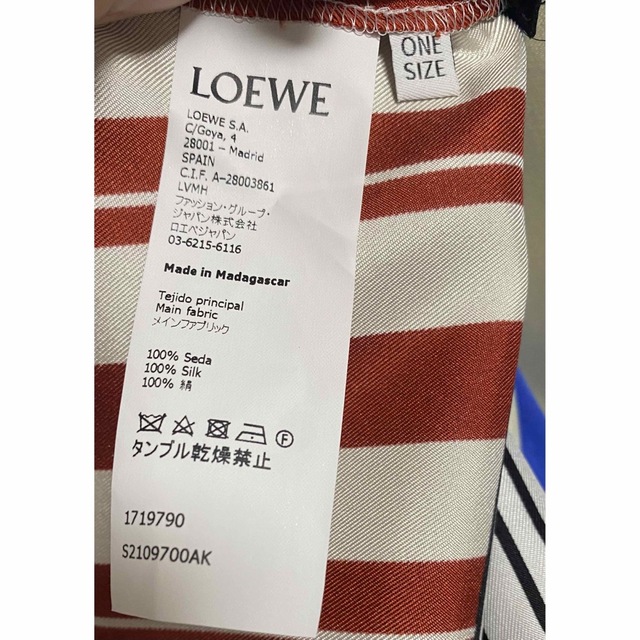 LOEWE
LOEWE S.A.
C/Goya, 4
28001 – Madrid
SPAIN
C.I.F. A-28003861
LVMH
ファッション・グループ・
ジャパン株式会社
ロエベジャパン
03-6215-6116
Made in Madagascar
Tejido principal
Main fabric
メインファブリック
100% Seda
100% Silk
100% 絹
F
タンブル乾燥禁止
1719790
S2109700AK
ONE
SIZE